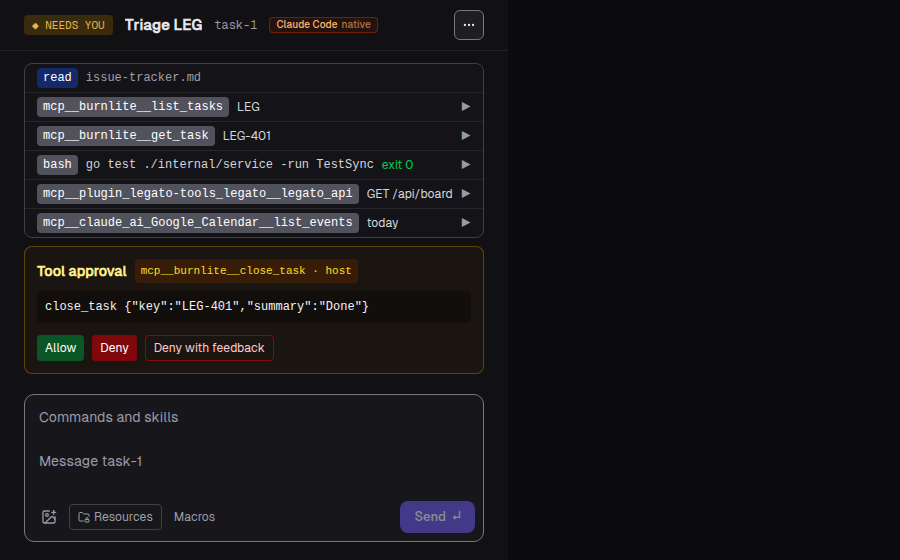 ◆ NEEDS YOU Triage LEG task-1 Claude Code native ···
read issue-tracker.md
mcp__burnlite__list_tasks LEG ▶
mcp__burnlite__get_task LEG-401 ▶
bash go test ./internal/service -run TestSync exit 0 ▶
mcp__plugin_legato-tools_legato__legato_api GET /api/board ▶
mcp__claude_ai_Google_Calendar__list_events today ▶
Tool approval mcp__burnlite__close_task · host
close_task {"key":"LEG-401","summary":"Done"}
Allow Deny Deny with feedback
Commands and skills
Message task-1
Resources Macros Send ↵